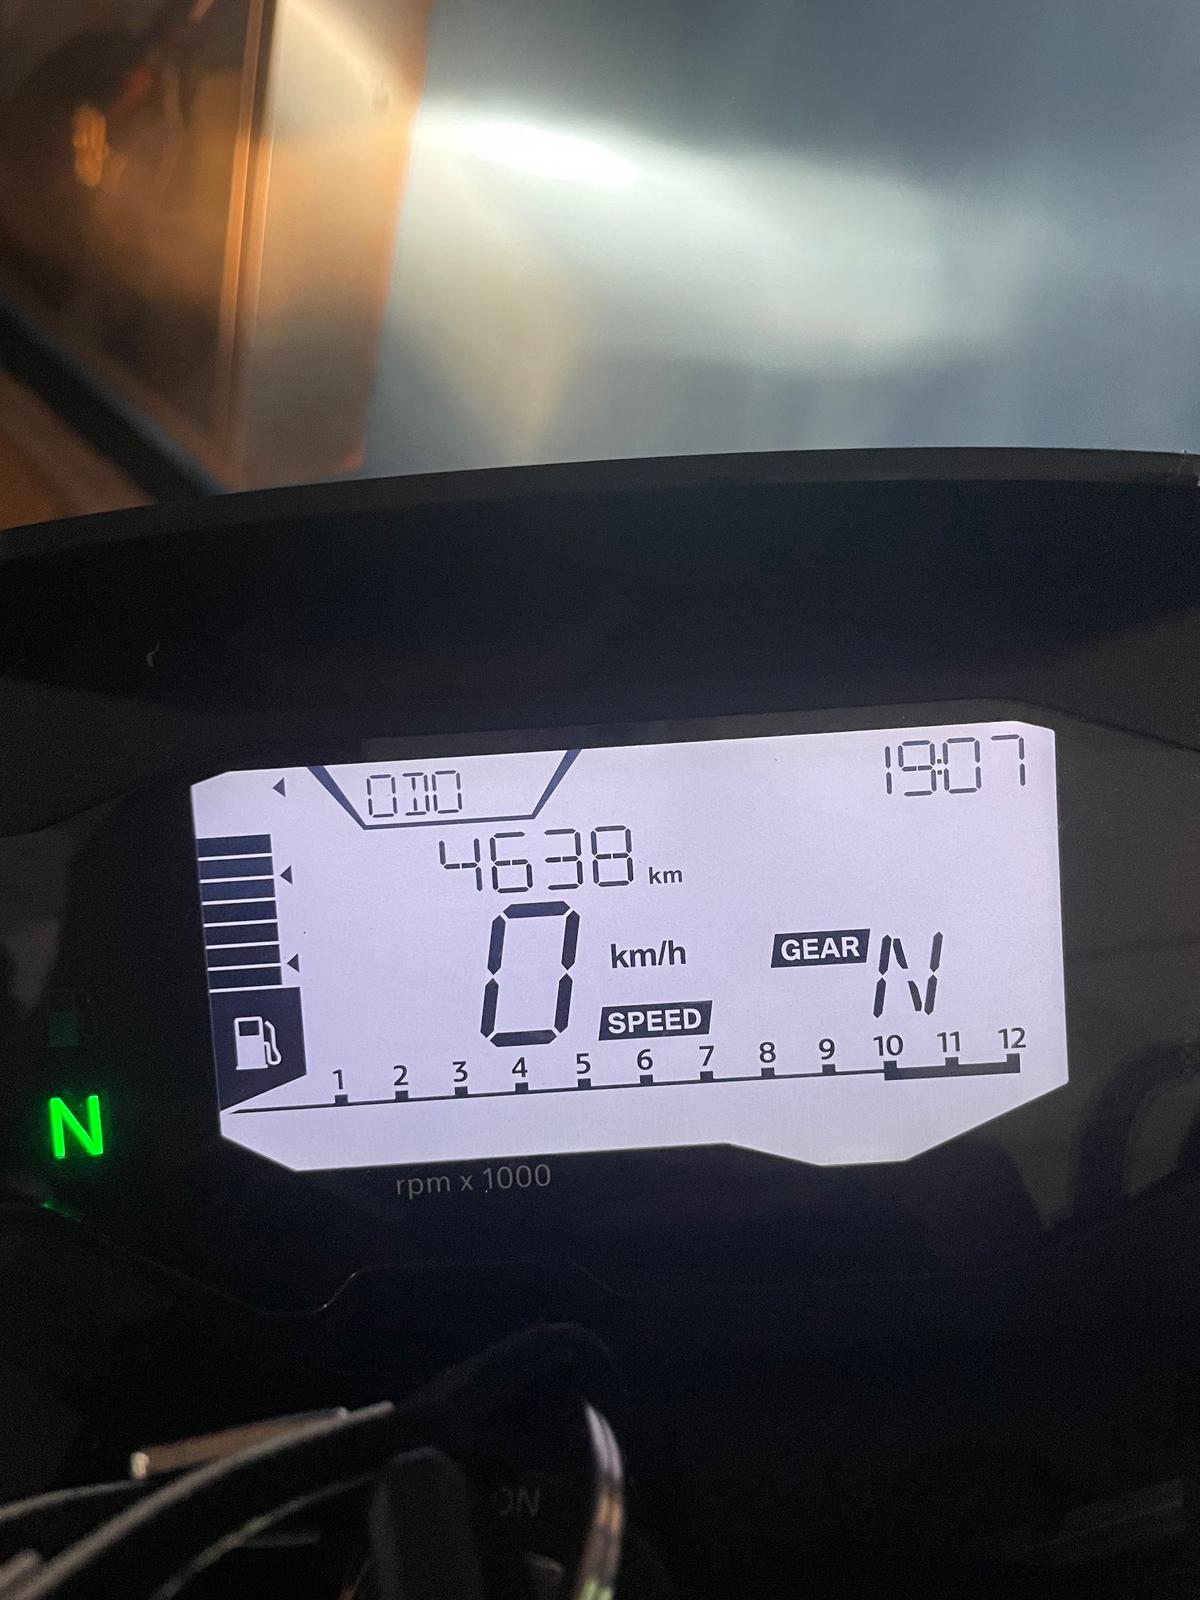 ODO
19:07
4638 km
0 km/h
GEAR N
SPEED
1 2 3 4 5 6 7 8 9 10 11 12
N
rpm x 1000
ON